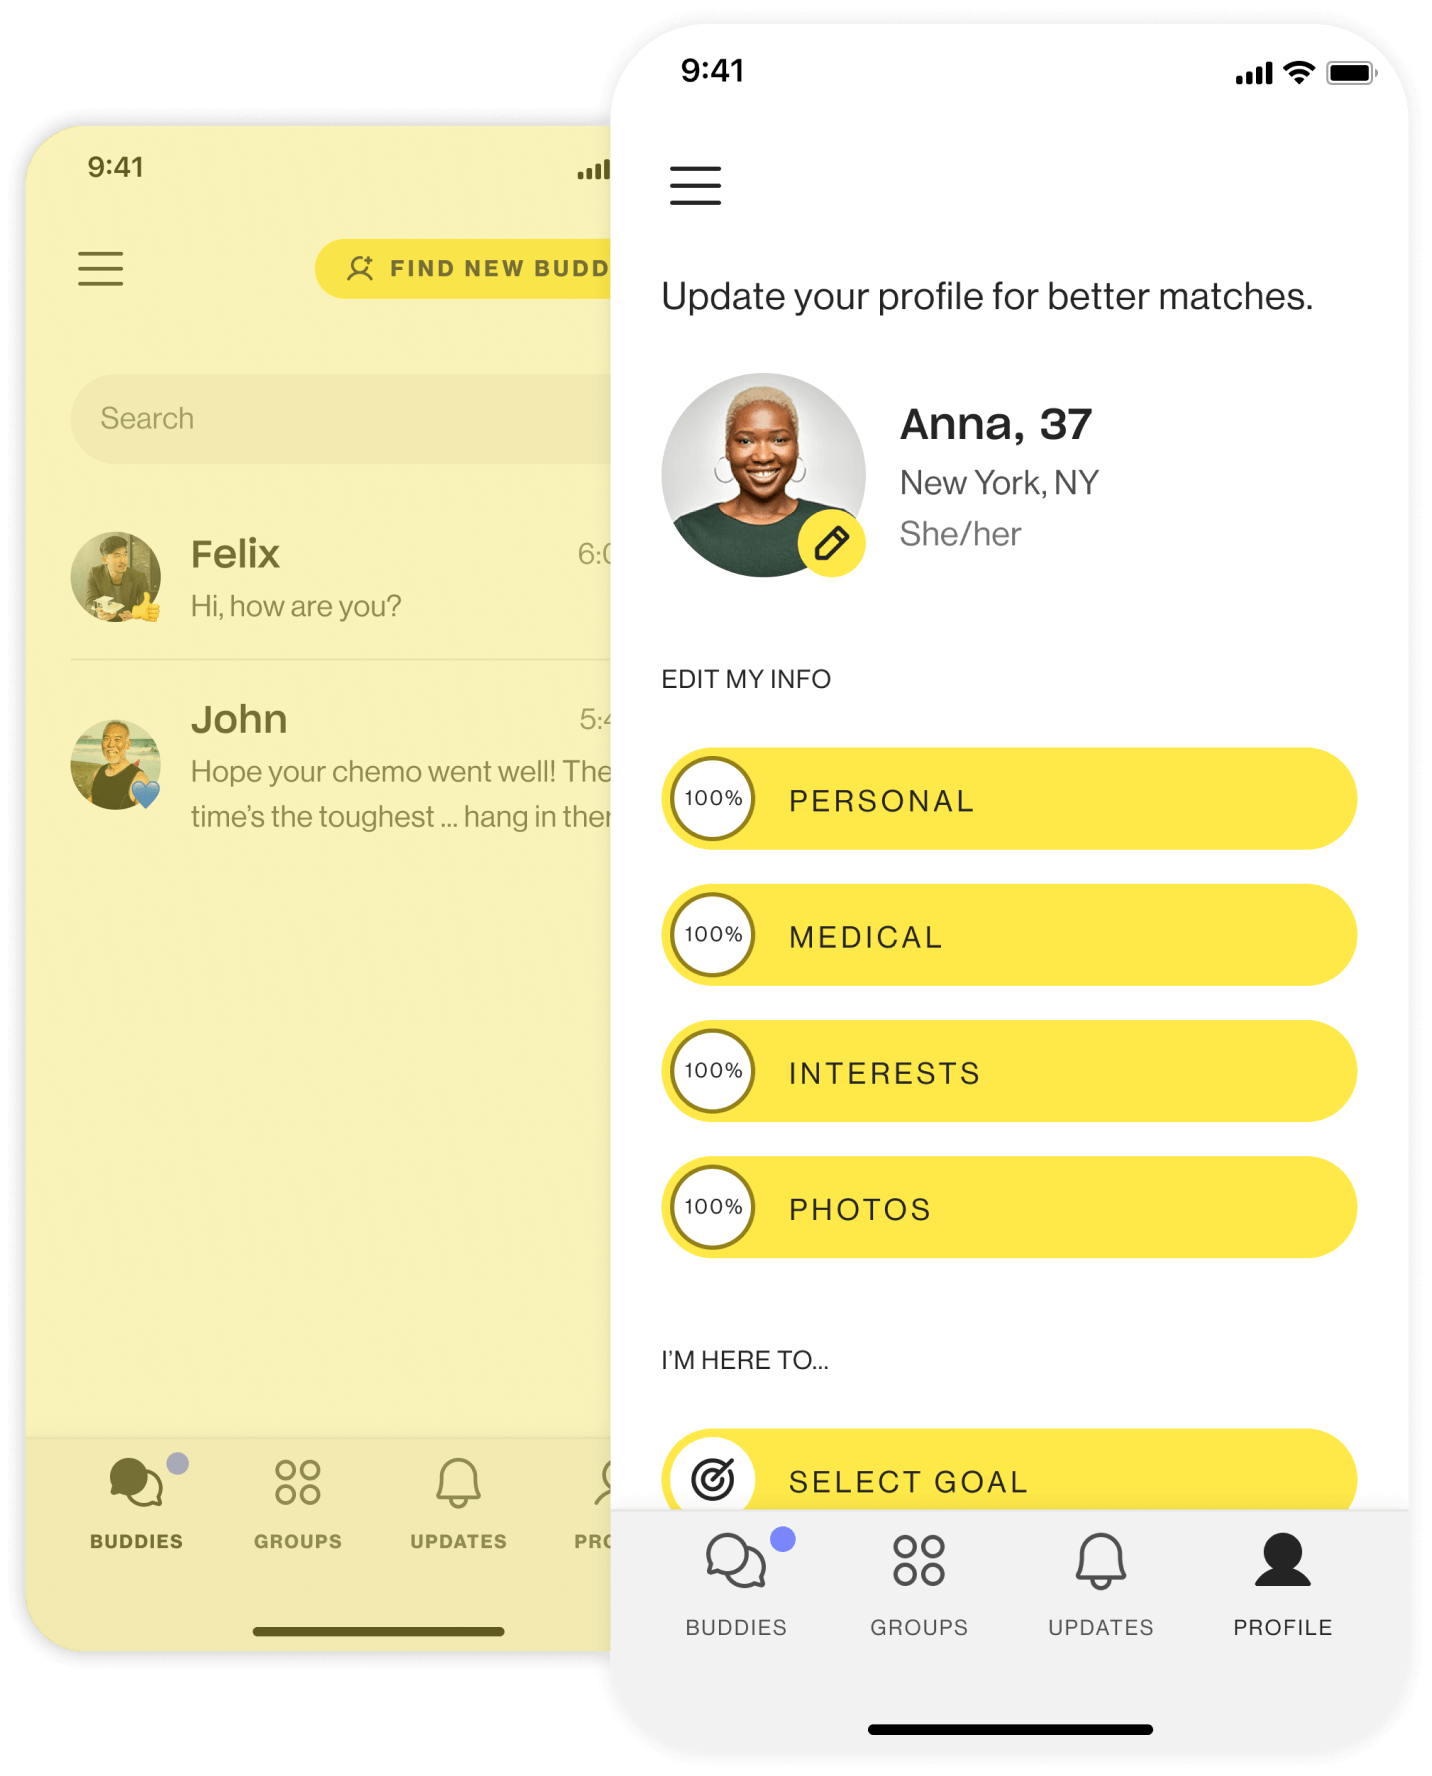 9:41
FIND NEW BUDD
Search
Felix
6:0
Hi, how are you?
John
5:4
Hope your chemo went well! The
time's the toughest ... hang in ther
BUDDIES
GROUPS
UPDATES
PRO
9:41
Update your profile for better matches.
Anna, 37
New York, NY
She/her
EDIT MY INFO
100%
PERSONAL
100%
MEDICAL
100%
INTERESTS
100%
PHOTOS
I'M HERE TO...
SELECT GOAL
BUDDIES
GROUPS
UPDATES
PROFILE